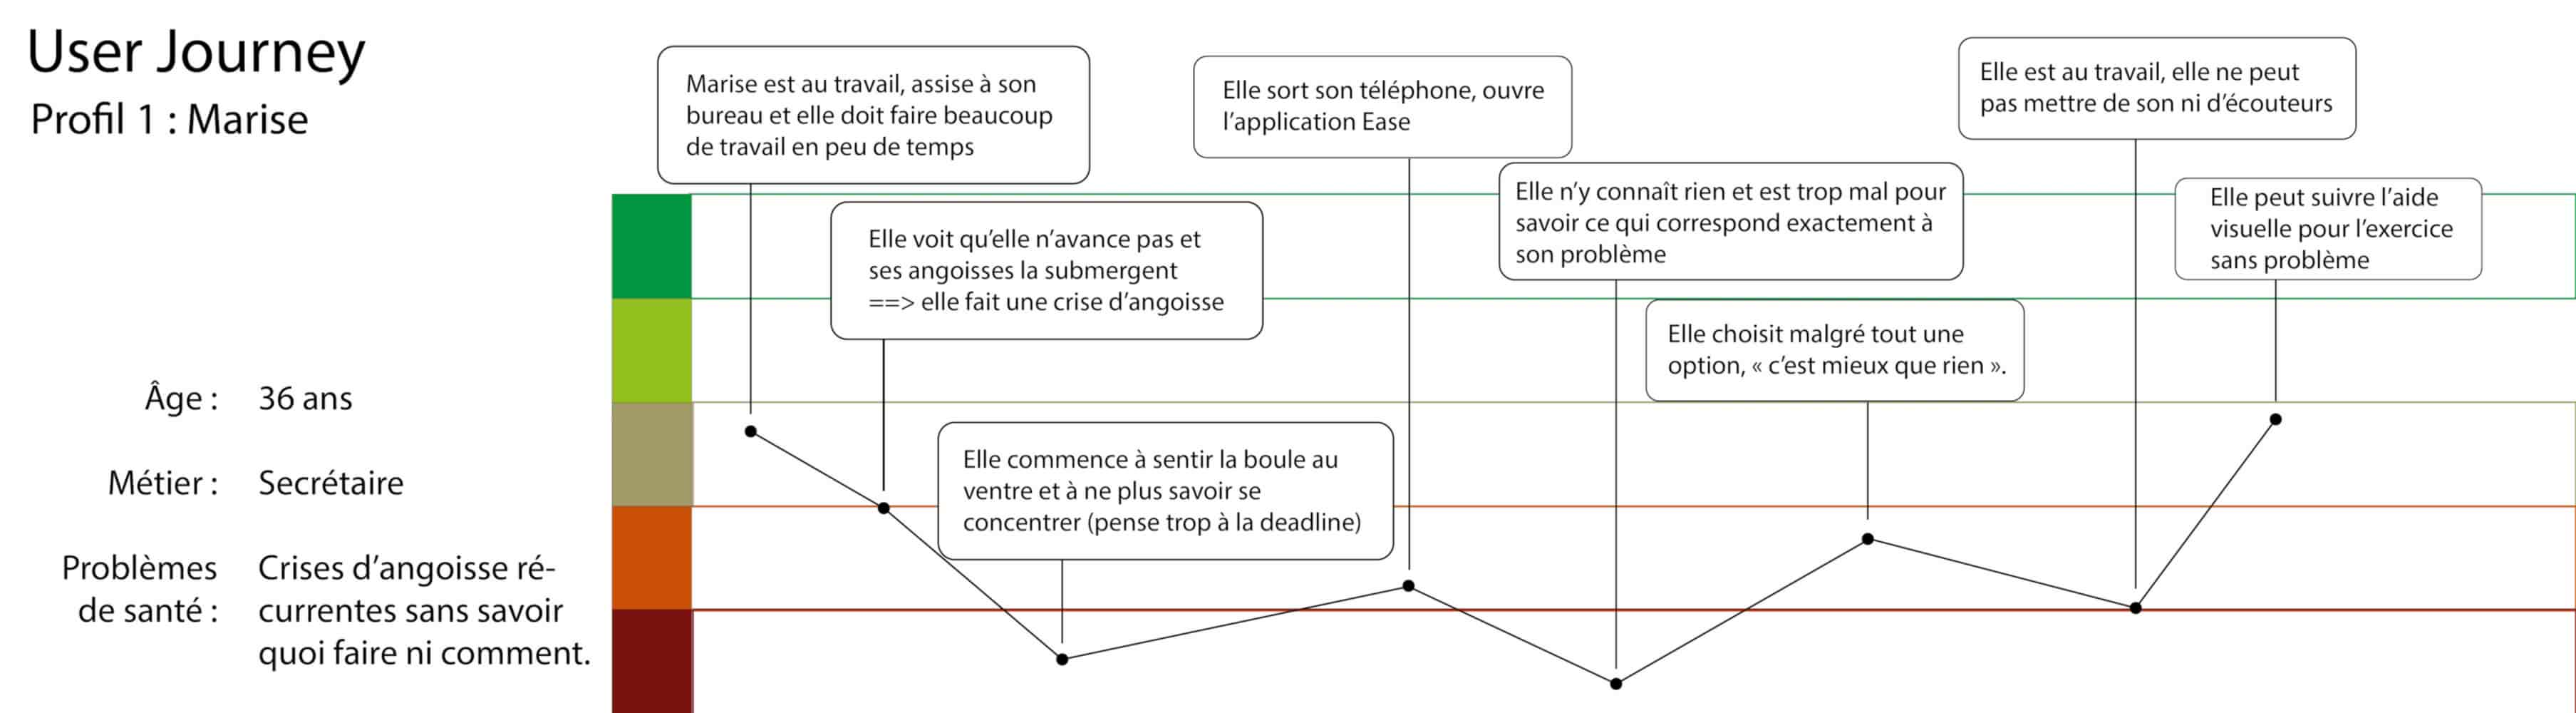 User Journey
Profil 1 : Marise
Âge : 36 ans
Métier : Secrétaire
Problèmes
de santé :
Crises d’angoisse ré-
currentes sans savoir
quoi faire ni comment.
Marise est au travail, assise à son
bureau et elle doit faire beaucoup
de travail en peu de temps
Elle voit qu’elle n’avance pas et
ses angoisses la submergent
==> elle fait une crise d’angoisse
Elle commence à sentir la boule au
ventre et à ne plus savoir se
concentrer (pense trop à la deadline)
Elle sort son téléphone, ouvre
l’application Ease
Elle n’y connaît rien et est trop mal pour
savoir ce qui correspond exactement à
son problème
Elle choisit malgré tout une
option, « c’est mieux que rien ».
Elle est au travail, elle ne peut
pas mettre de son ni d’écouteurs
Elle peut suivre l’aide
visuelle pour l’exercice
sans problème